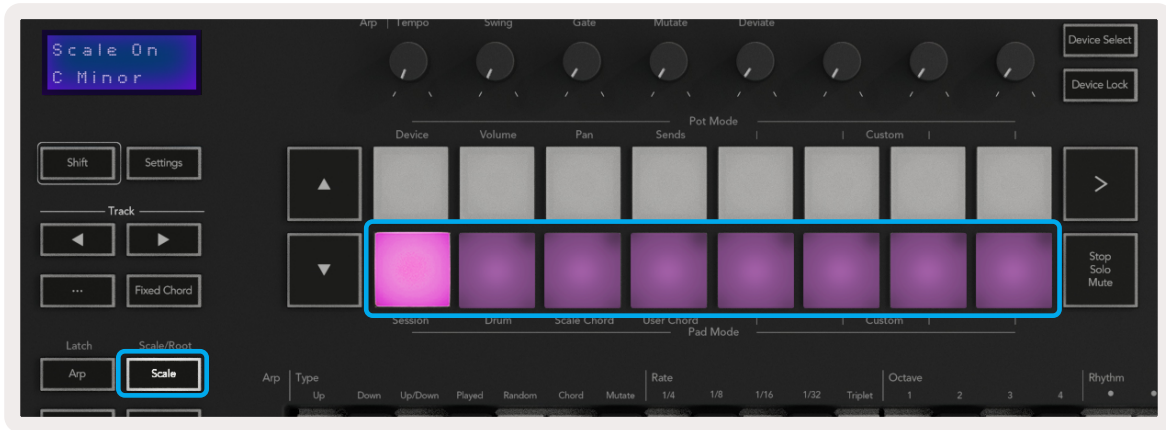 Arp | Tempo Swing Gate Mutate Deviate
Scale On
C Minor
Device Select
Device Lock
Pot Mode
Device Volume Pan Sends Custom
Shift Settings
Track
... Fixed Chord
Stop
Solo
Mute
Session Drum Scale Chord User Chord Custom
Pad Mode
Latch Scale/Root
Arp Scale
Arp Type Rate Octave Rhythm
Up Down Up/Down Played Random Chord Mutate 1/4 1/8 1/16 1/32 Triplet 1 2 3 4